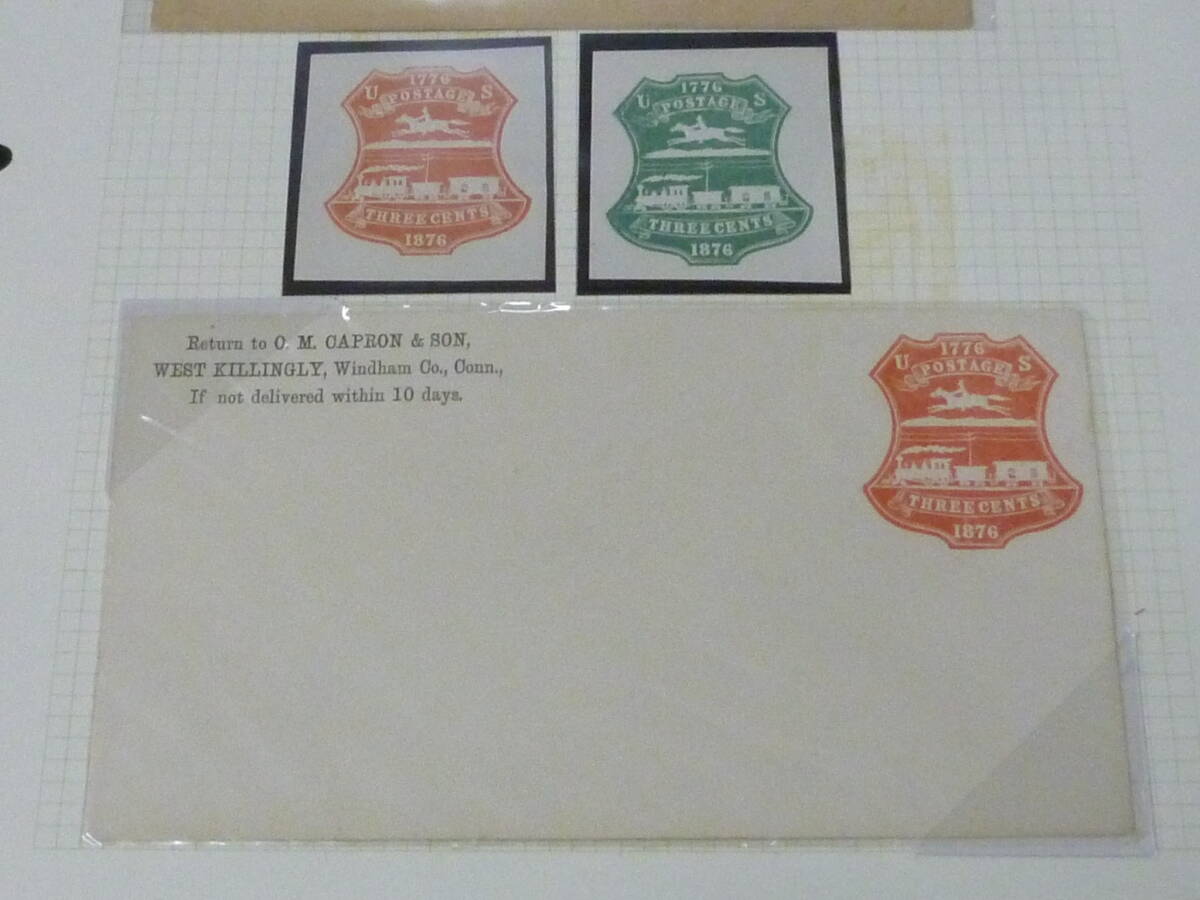 1776
U S
POSTAGE
THREE CENTS
1876
1776
U S
POSTAGE
THREE CENTS
1876
Return to O. M. CAPRON & SON,
WEST KILLINGLY, Windham Co., Conn.,
If not delivered within 10 days.
1776
U S
POSTAGE
THREE CENTS
1876